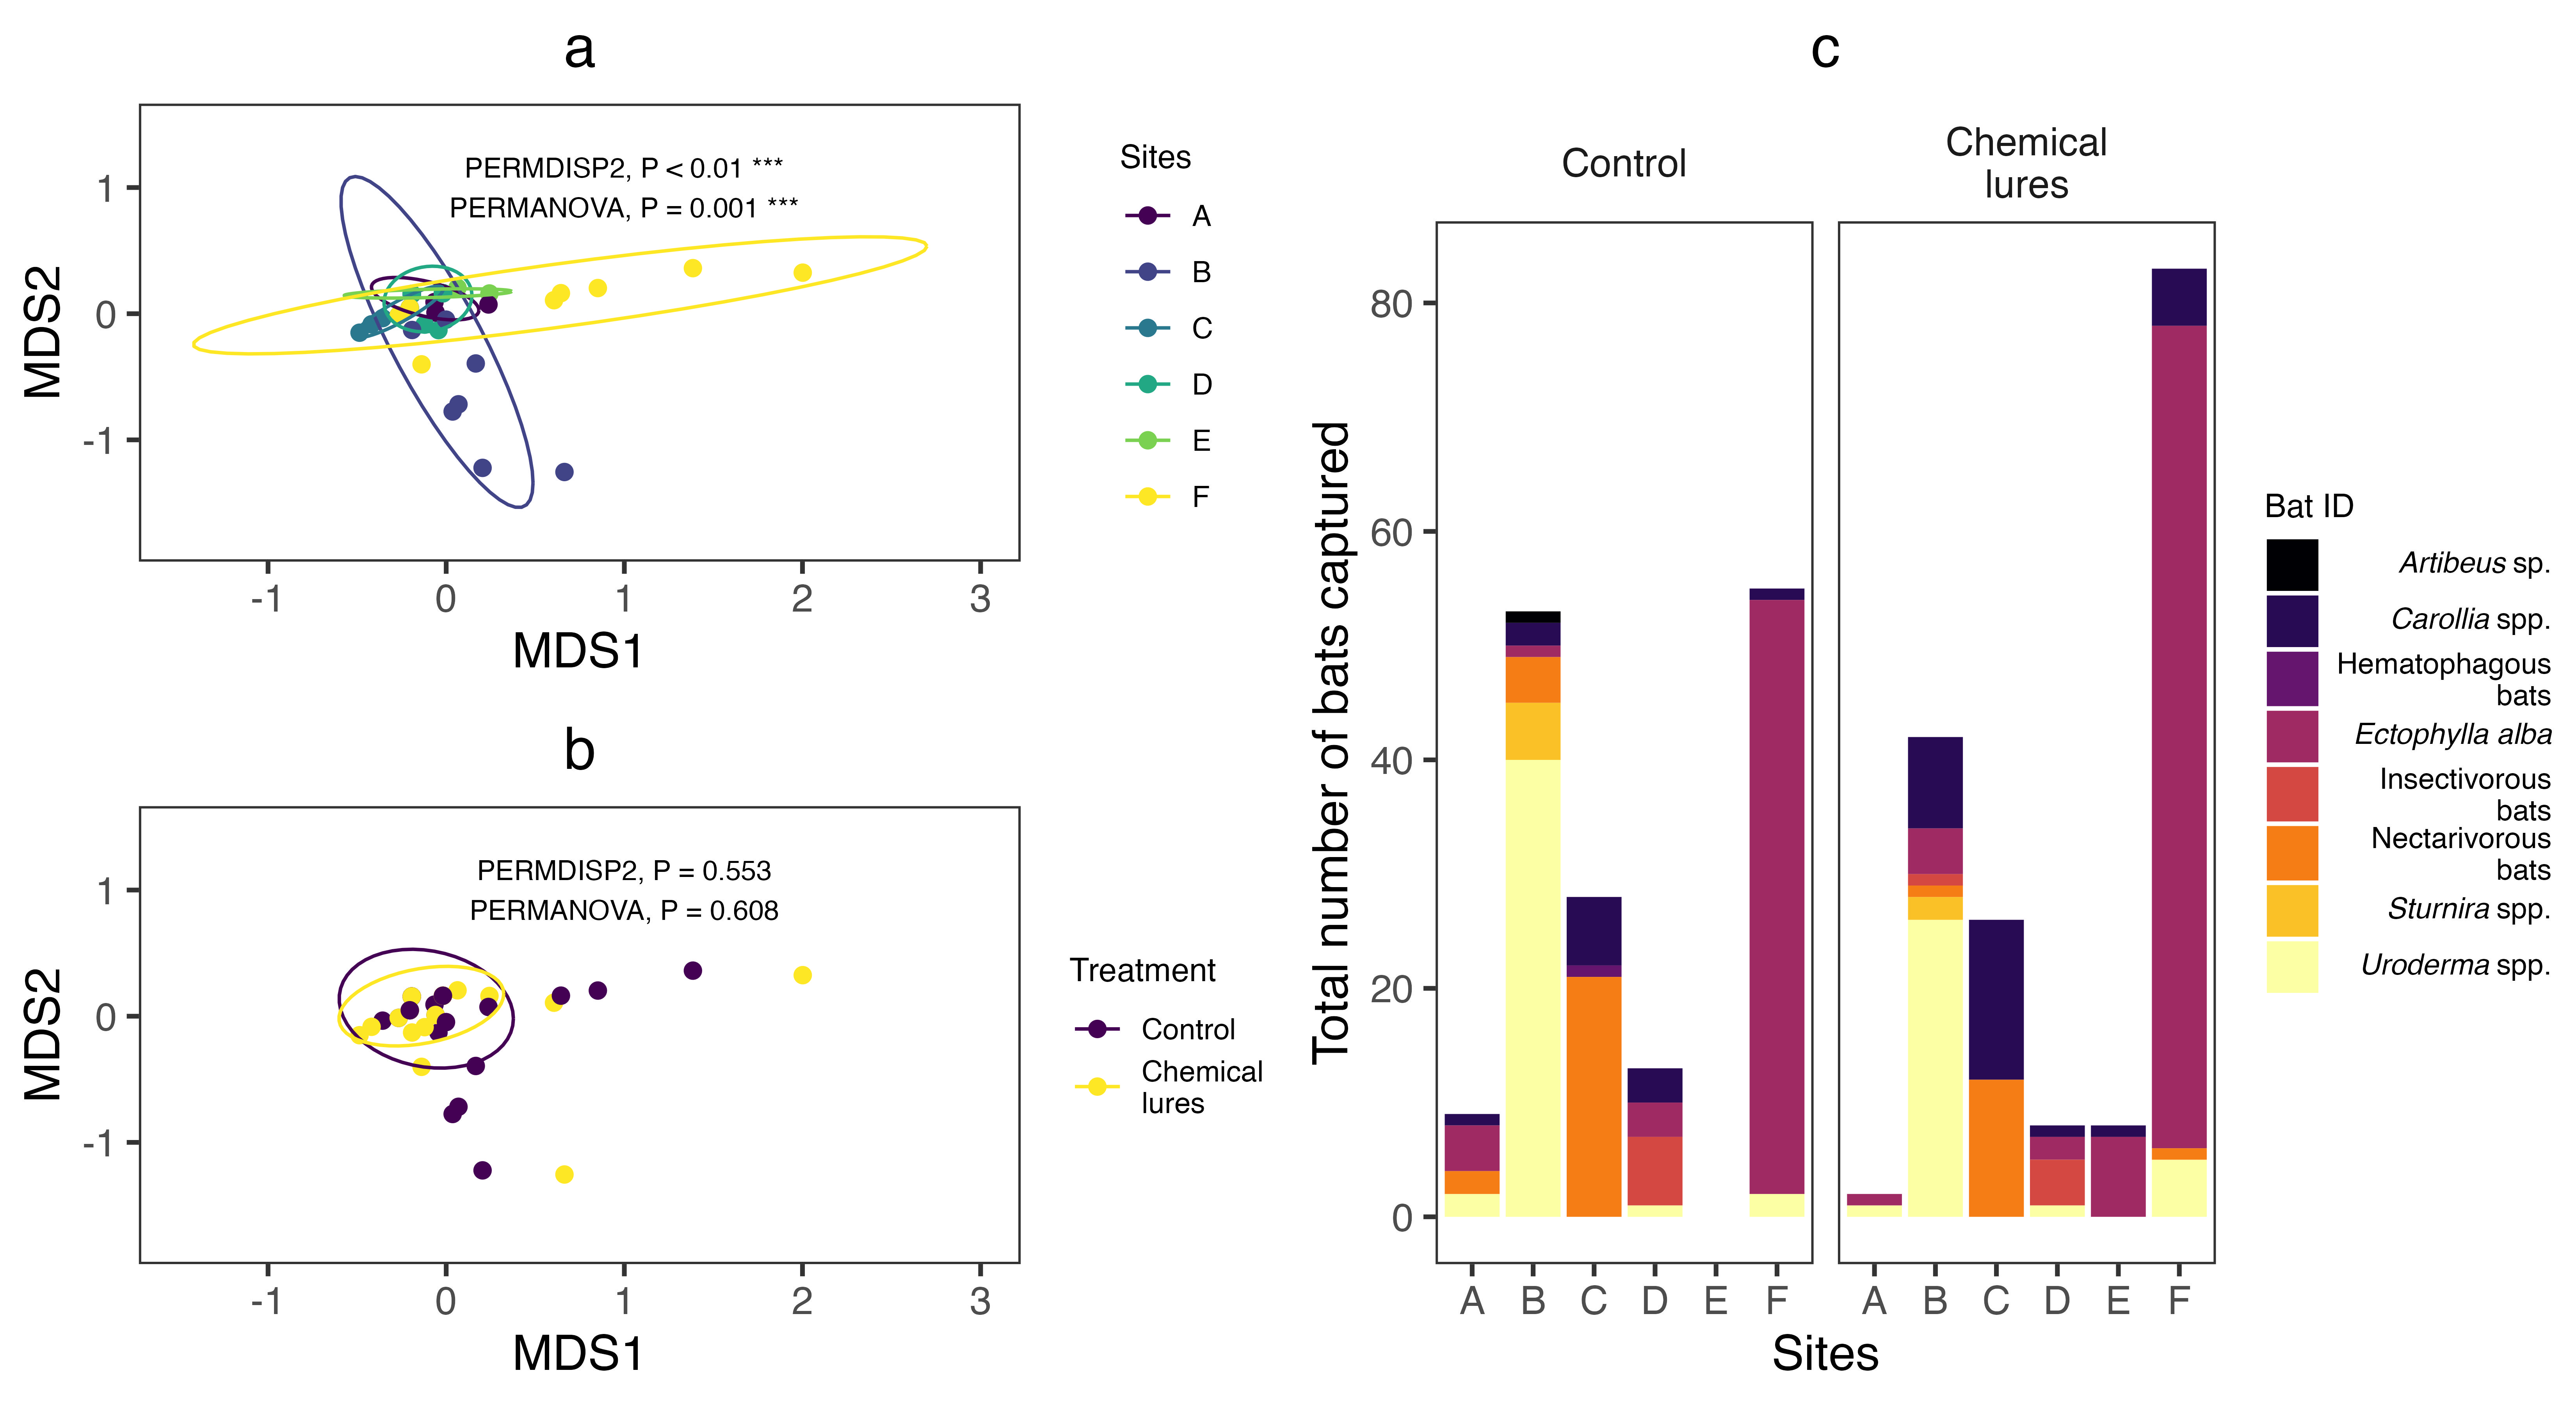 a
PERMDISP2, P < 0.01 ***
PERMANOVA, P = 0.001 ***
1
0
-1
MDS2
-1 0 1 2 3
MDS1
Sites
A
B
C
D
E
F
b
PERMDISP2, P = 0.553
PERMANOVA, P = 0.608
1
0
-1
MDS2
-1 0 1 2 3
MDS1
Treatment
Control
Chemical
lures
c
Control
Chemical
lures
80
60
40
20
0
Total number of bats captured
A B C D E F A B C D E F
Sites
Bat ID
Artibeus sp.
Carollia spp.
Hematophagous
bats
Ectophylla alba
Insectivorous
bats
Nectarivorous
bats
Sturnira spp.
Uroderma spp.